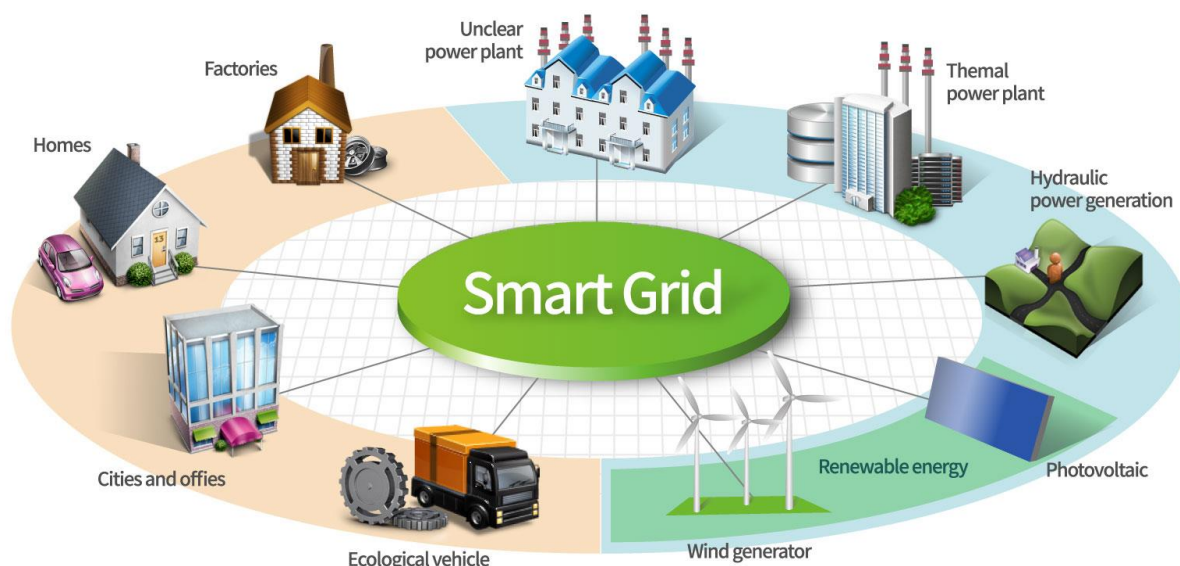 Unclear
power plant
Factories
Themal
power plant
Homes
Hydraulic
power generation
13
Smart Grid
Cities and offies
Renewable energy
Photovoltaic
Wind generator
Ecological vehicle